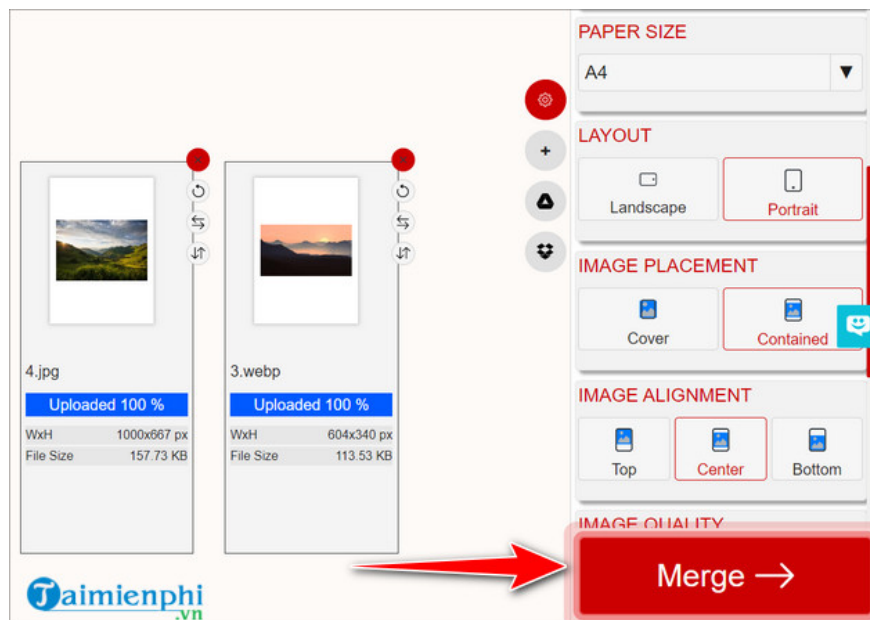 PAPER SIZE
A4
LAYOUT
Landscape
Portrait
IMAGE PLACEMENT
Cover
Contained
IMAGE ALIGNMENT
Top
Center
Bottom
IMAGE QUALITY
Merge
4.jpg
Uploaded 100 %
WxH 1000x667 px
File Size 157.73 KB
3.webp
Uploaded 100 %
WxH 604x340 px
File Size 113.53 KB
Taimienphi
.vn